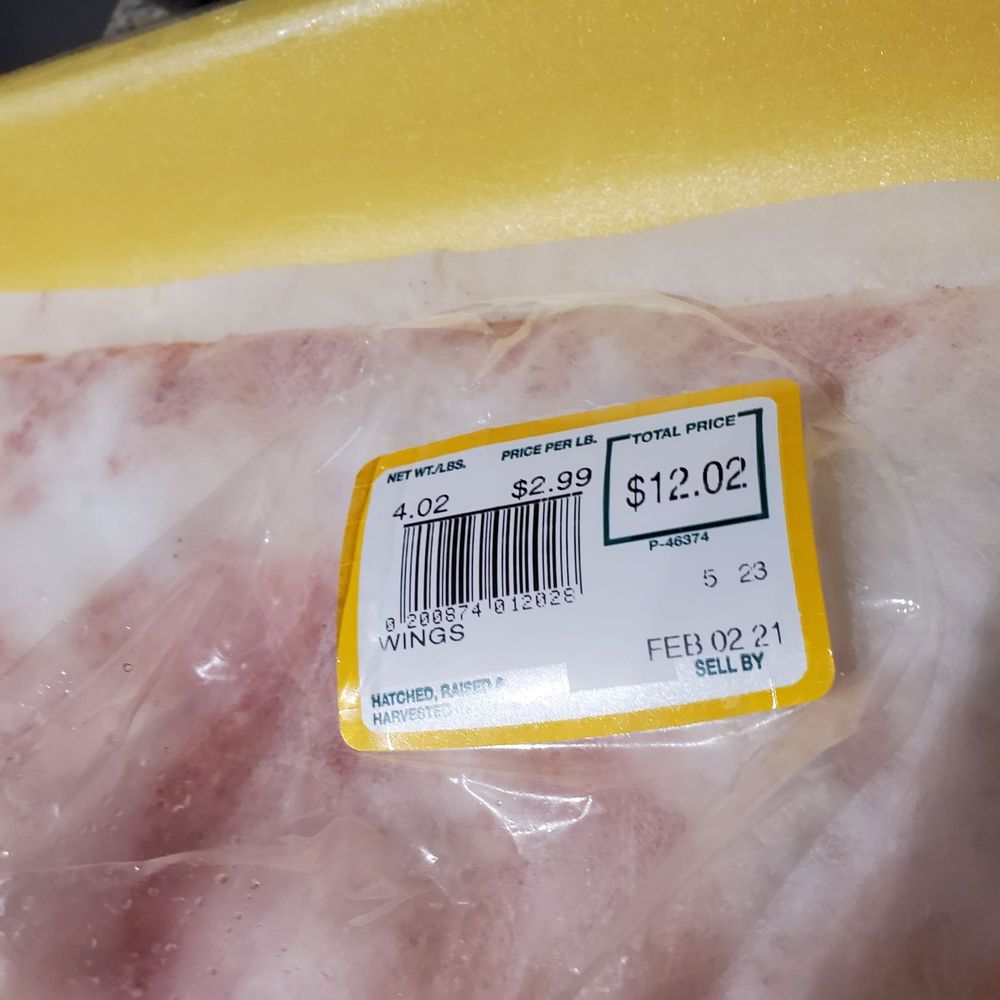 NET WT./LBS. PRICE PER LB. TOTAL PRICE
4.02 $2.99 $12.02
P-46374
5 23
0 200874 012028
WINGS
FEB 02 21
SELL BY
HATCHED, RAISED &
HARVESTED